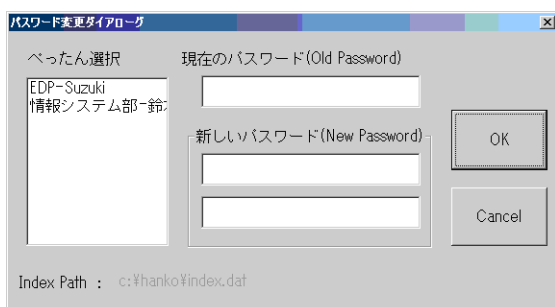 パスワード変更ダイアローグ
べったん選択
現在のパスワード(Old Password)
EDP-Suzuki
情報システム部-鈴
新しいパスワード(New Password)
OK
Cancel
Index Path : c:¥hanko¥index.dat